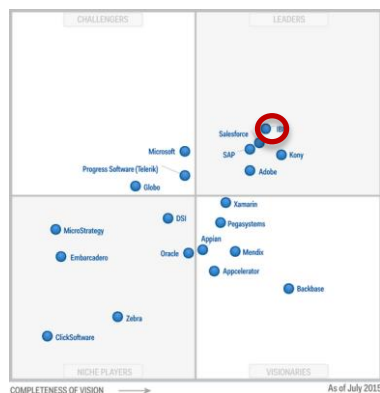 CHALLENGERS
LEADERS
Salesforce
Microsoft
SAP
Kony
Progress Software (Telerik)
Adobe
Globo
Xamarin
DSI
Pegasystems
MicroStrategy
Appian
Oracle
Mendix
Embarcadero
Appcelerator
Backbase
Zebra
ClickSoftware
NICHE PLAYERS
VISIONARIES
COMPLETENESS OF VISION
As of July 2015